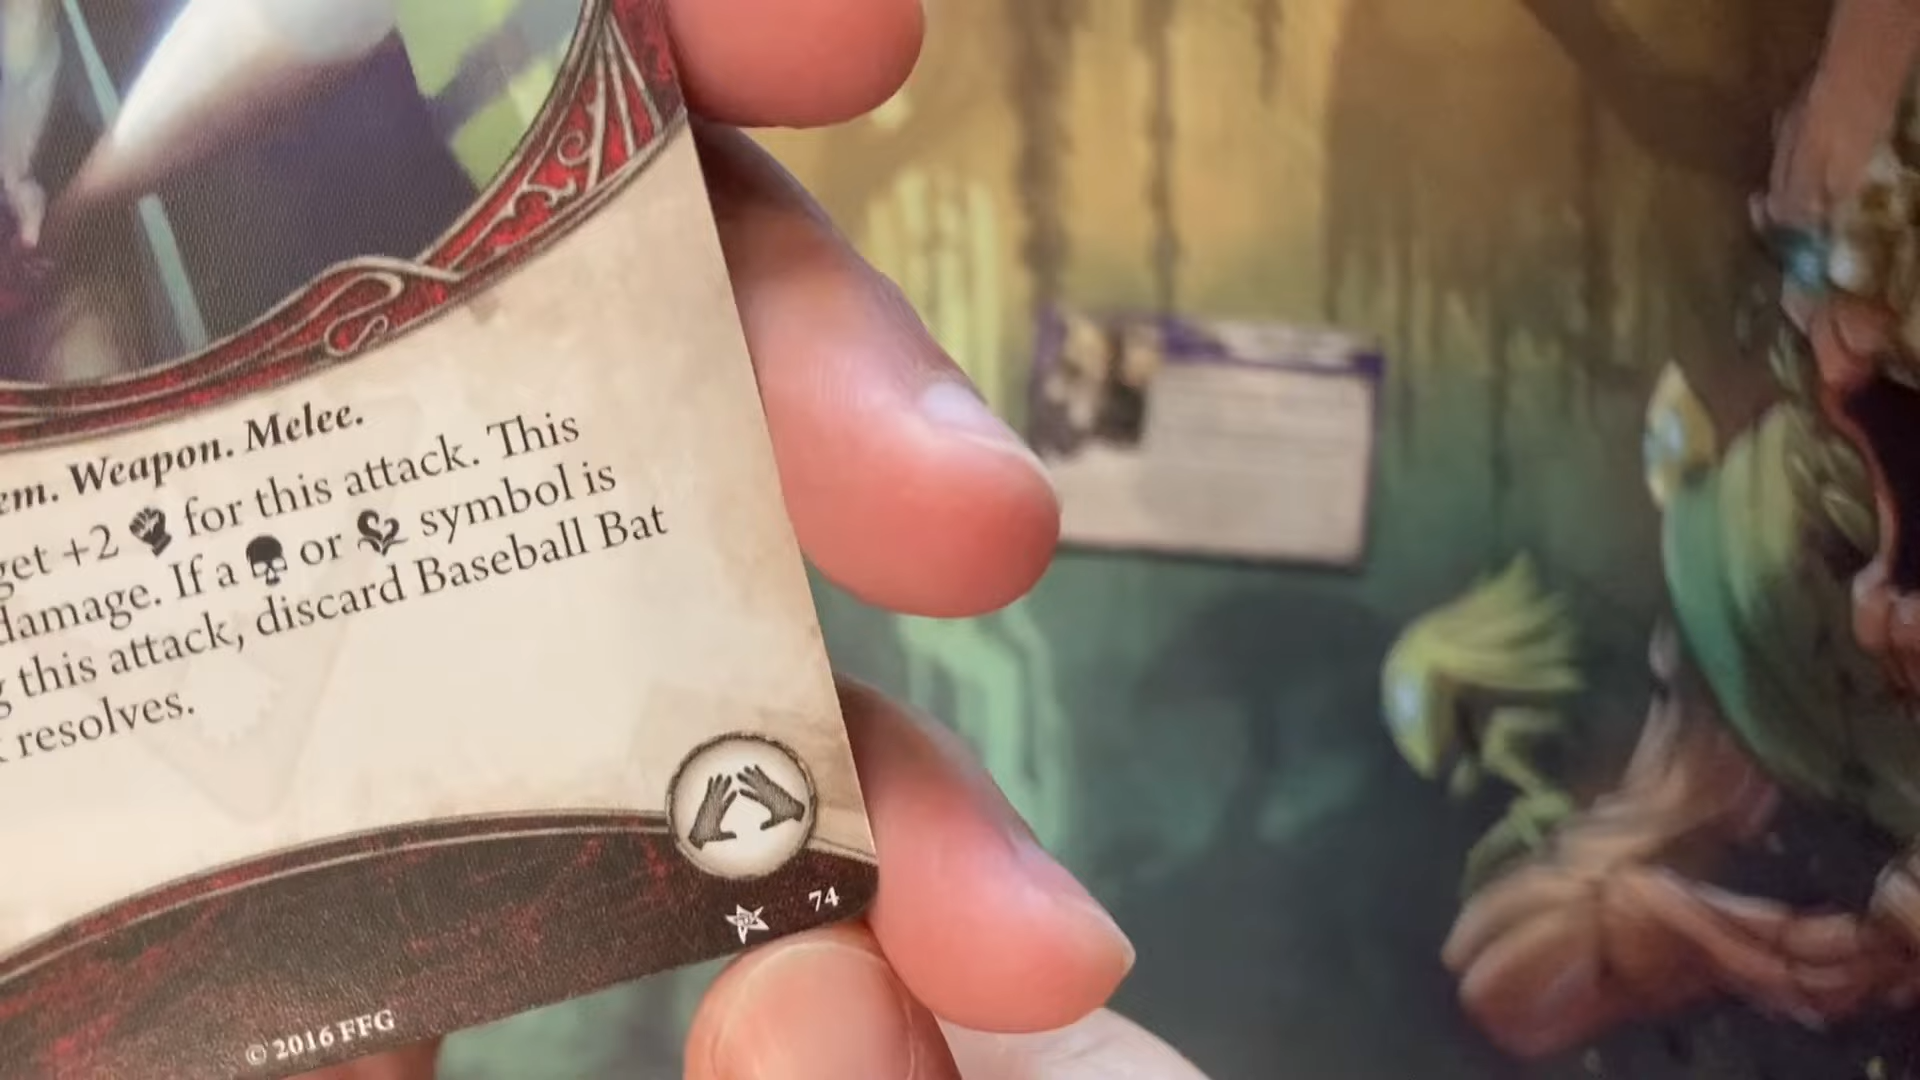 Weapon. Melee.
get +2 for this attack. This
damage. If a or symbol is
this attack, discard Baseball Bat
resolves.
74
© 2016 FFG